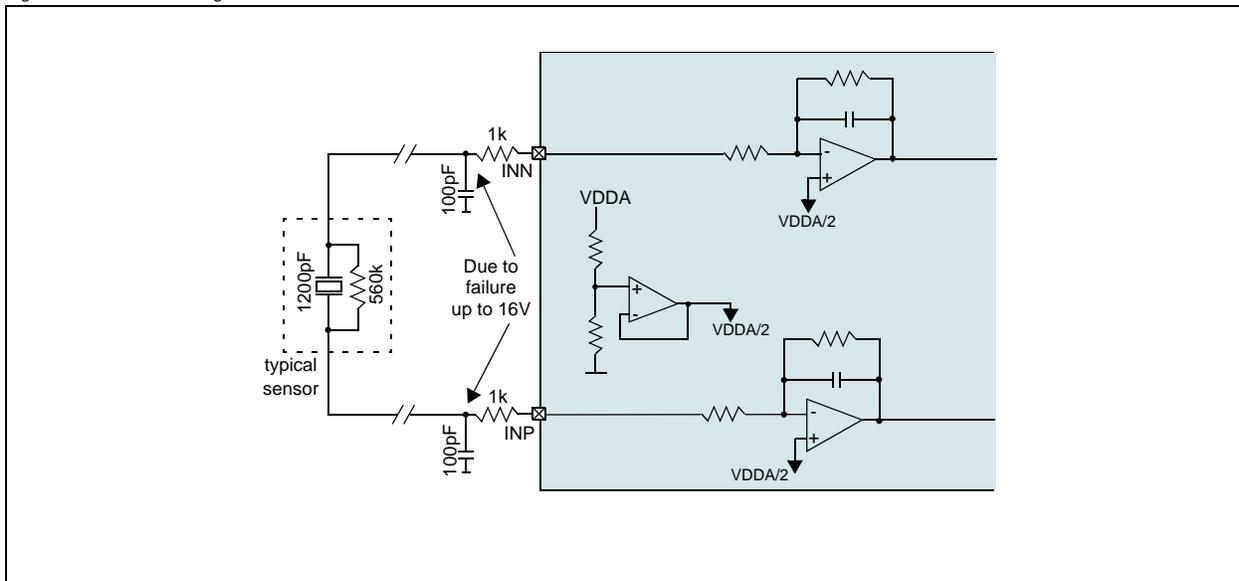 1k
INN
100pF
VDDA/2
VDDA
1200pF
560k
Due to
failure
up to 16V
VDDA/2
typical
sensor
1k
INP
100pF
VDDA/2
-
+
+
-
-
+